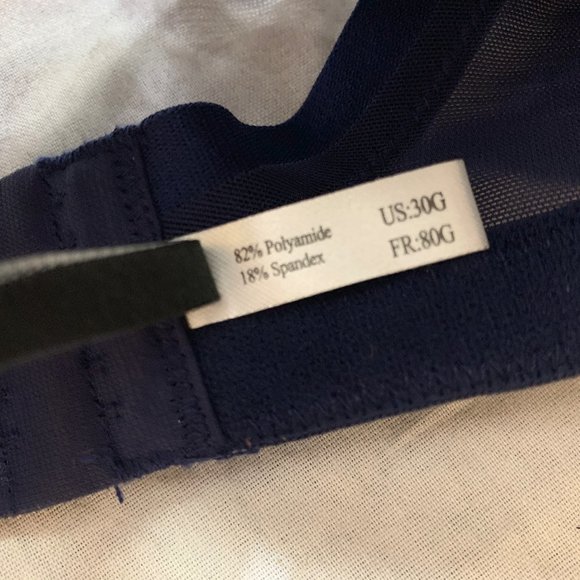 82% Polyamide
18% Spandex
US:30G
FR:80G